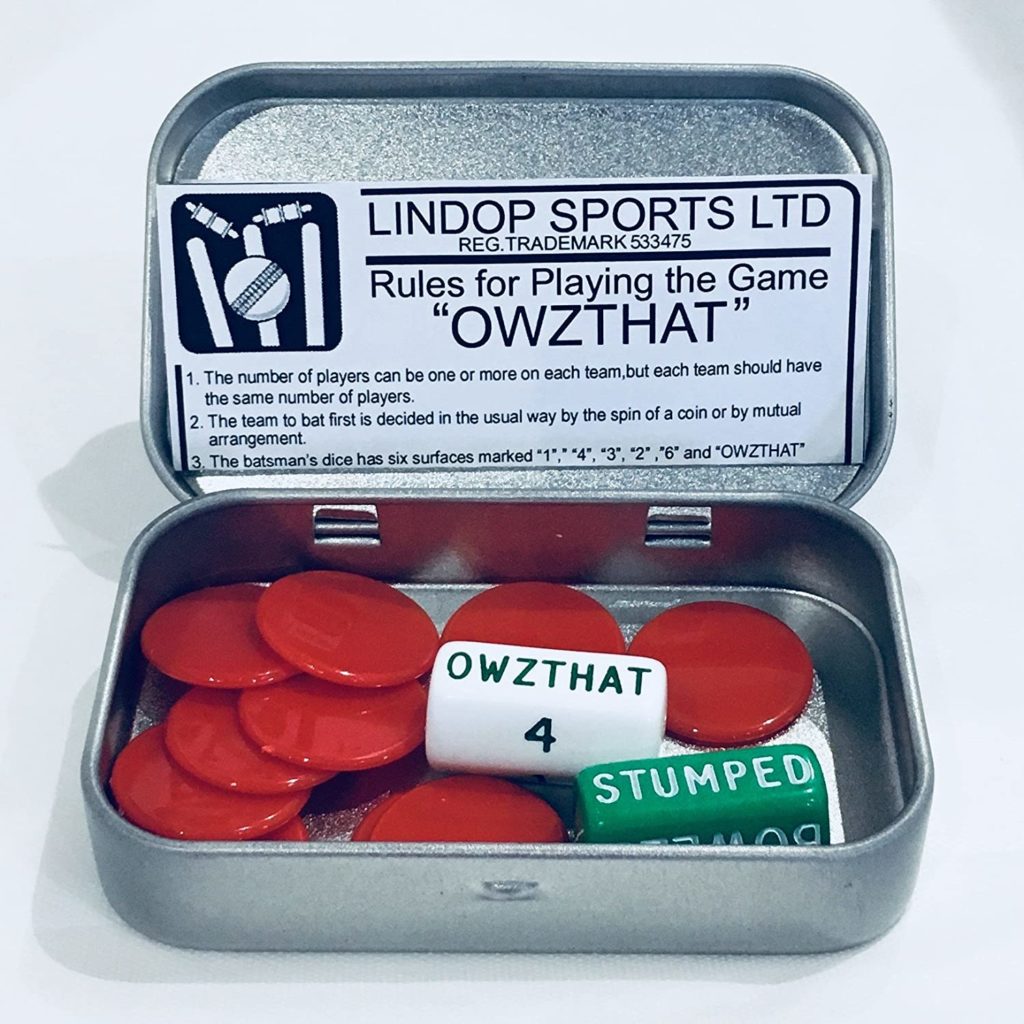 LINDOP SPORTS LTD
REG.TRADEMARK 533475
Rules for Playing the Game
“OWZTHAT”
1. The number of players can be one or more on each team,but each team should have
the same number of players.
2. The team to bat first is decided in the usual way by the spin of a coin or by mutual
arrangement.
3. The batsman's dice has six surfaces marked “1”,” “4”, “3”, “2” ,”6” and “OWZTHAT”
OWZTHAT
4
STUMPED